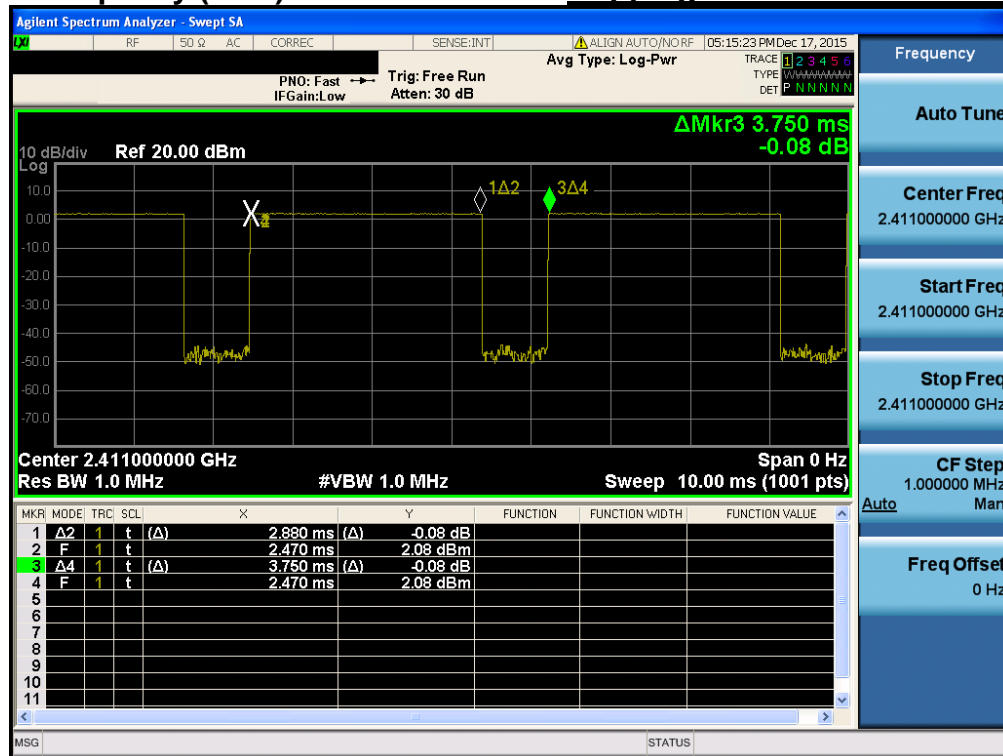 Agilent Spectrum Analyzer - Swept SA
LXI RF 50 Ω AC CORREC SENSE:INT ALIGN AUTO/NO RF 05:15:23 PM Dec 17, 2015
Avg Type: Log-Pwr TRACE 1 2 3 4 5 6
PNO: Fast Trig: Free Run TYPE WWWWWW
IFGain:Low Atten: 30 dB DET P N N N N N
ΔMkr3 3.750 ms
-0.08 dB
10 dB/div Ref 20.00 dBm
Log
10.0
0.00
-10.0
-20.0
-30.0
-40.0
-50.0
-60.0
-70.0
1Δ2 3Δ4
X
Center 2.411000000 GHz Span 0 Hz
Res BW 1.0 MHz #VBW 1.0 MHz Sweep 10.00 ms (1001 pts)
MKR MODE TRC SCL X Y FUNCTION FUNCTION WIDTH FUNCTION VALUE
1 Δ2 1 t (Δ) 2.880 ms (Δ) -0.08 dB
2 F 1 t 2.470 ms 2.08 dBm
3 Δ4 1 t (Δ) 3.750 ms (Δ) -0.08 dB
4 F 1 t 2.470 ms 2.08 dBm
5
6
7
8
9
10
11
MSG STATUS
Frequency
Auto Tune
Center Freq
2.411000000 GHz
Start Freq
2.411000000 GHz
Stop Freq
2.411000000 GHz
CF Step
1.000000 MHz
Auto Man
Freq Offset
0 Hz